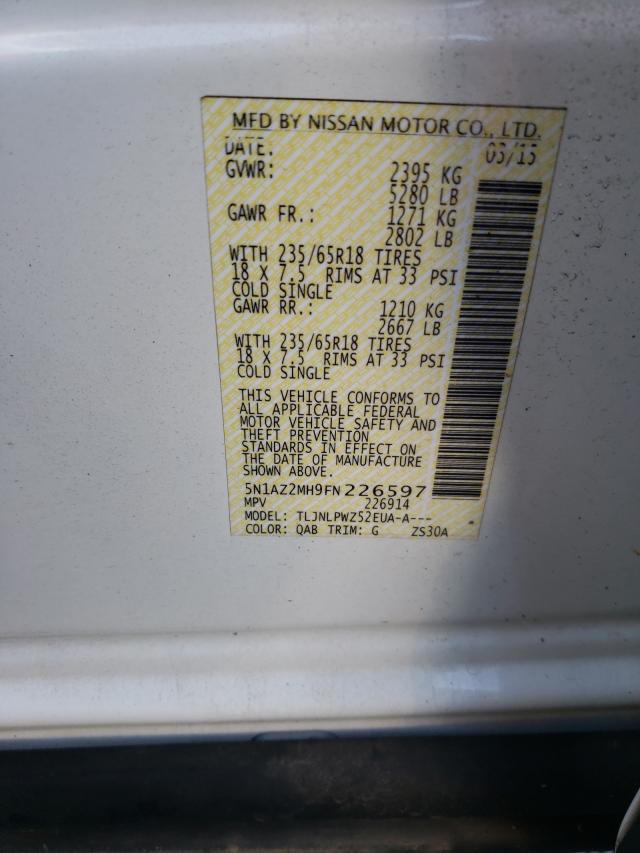 MFD BY NISSAN MOTOR CO., LTD.
DATE: 03/15
GVWR: 2395 KG
5280 LB
GAWR FR.: 1271 KG
2802 LB
WITH 235/65R18 TIRES
18 X 7.5 RIMS AT 33 PSI
COLD SINGLE
GAWR RR.: 1210 KG
2667 LB
WITH 235/65R18 TIRES
18 X 7.5 RIMS AT 33 PSI
COLD SINGLE
THIS VEHICLE CONFORMS TO
ALL APPLICABLE FEDERAL
MOTOR VEHICLE SAFETY AND
THEFT PREVENTION
STANDARDS IN EFFECT ON
THE DATE OF MANUFACTURE
SHOWN ABOVE.
5N1AZ2MH9FN226597
MPV 226914
MODEL: TLJNLPWZ52EUA-A---
COLOR: QAB TRIM: G ZS30A